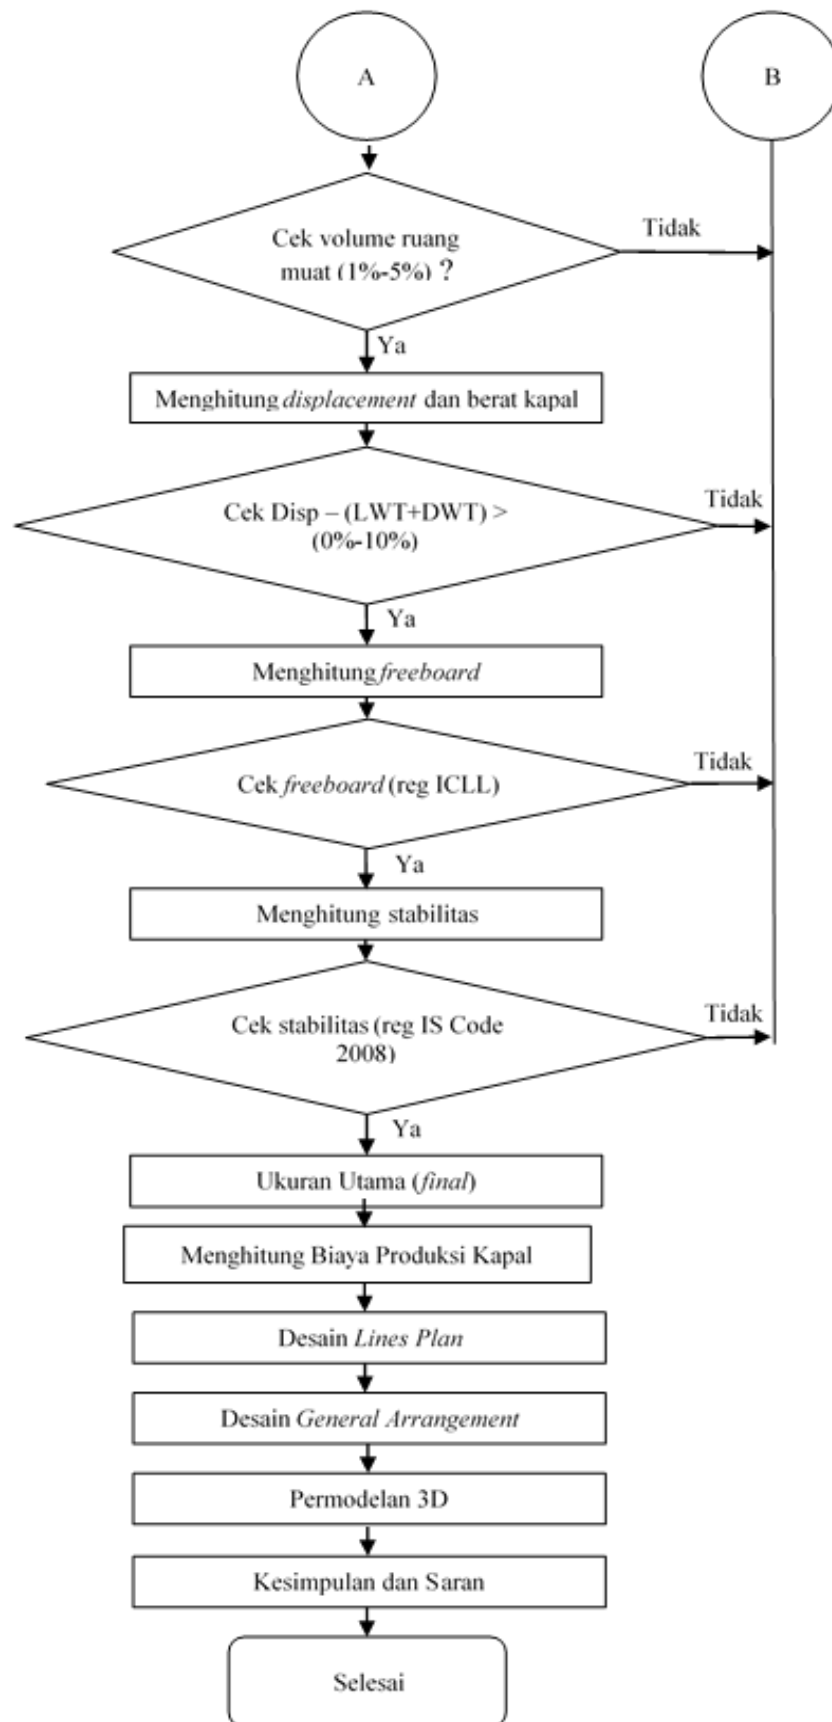 A
B
Cek volume ruang
muat (1%-5%) ?
Tidak
Ya
Menghitung displacement dan berat kapal
Cek Disp – (LWT+DWT) >
(0%-10%)
Tidak
Ya
Menghitung freeboard
Cek freeboard (reg ICLL)
Tidak
Ya
Menghitung stabilitas
Cek stabilitas (reg IS Code
2008)
Tidak
Ya
Ukuran Utama (final)
Menghitung Biaya Produksi Kapal
Desain Lines Plan
Desain General Arrangement
Permodelan 3D
Kesimpulan dan Saran
Selesai